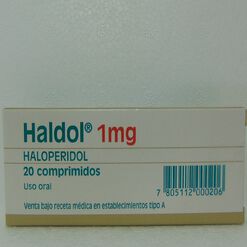 Haldol® 1mg
HALOPERIDOL
20 comprimidos
Uso oral
7 805112 000206
Venta bajo receta médica en establecimientos tipo A